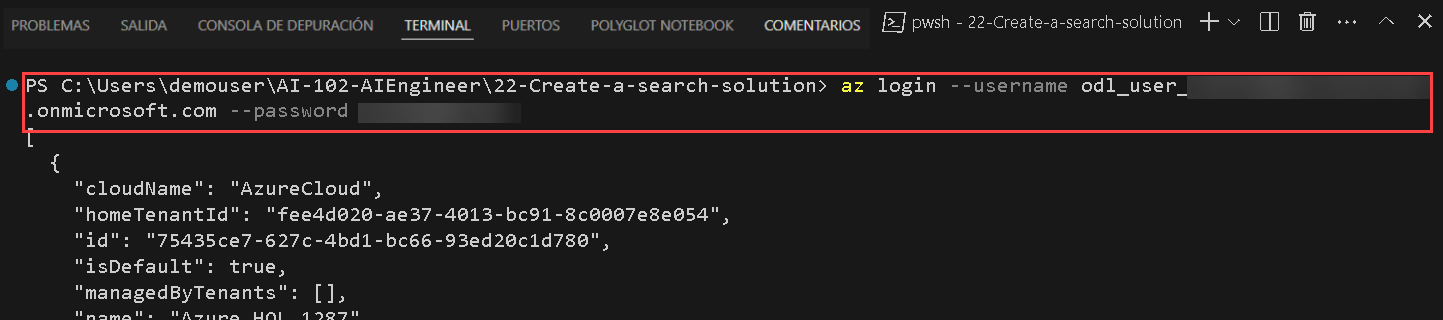 PROBLEMAS SALIDA CONSOLA DE DEPURACIÓN TERMINAL PUERTOS POLYGLOT NOTEBOOK COMENTARIOS pwsh - 22-Create-a-search-solution
PS C:\Users\demouser\AI-102-AIEngineer\22-Create-a-search-solution> az login --username odl_user_
.onmicrosoft.com --password
[
{
"cloudName": "AzureCloud",
"homeTenantId": "fee4d020-ae37-4013-bc91-8c0007e8e054",
"id": "75435ce7-627c-4bd1-bc66-93ed20c1d780",
"isDefault": true,
"managedByTenants": [],
"name": "Azure HOL 1287"